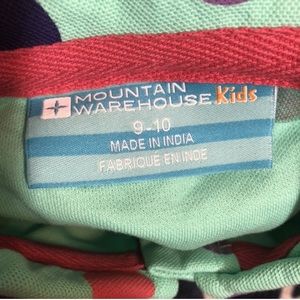 MOUNTAIN
WAREHOUSE Kids
9-10
MADE IN INDIA
FABRIQUE EN INDE